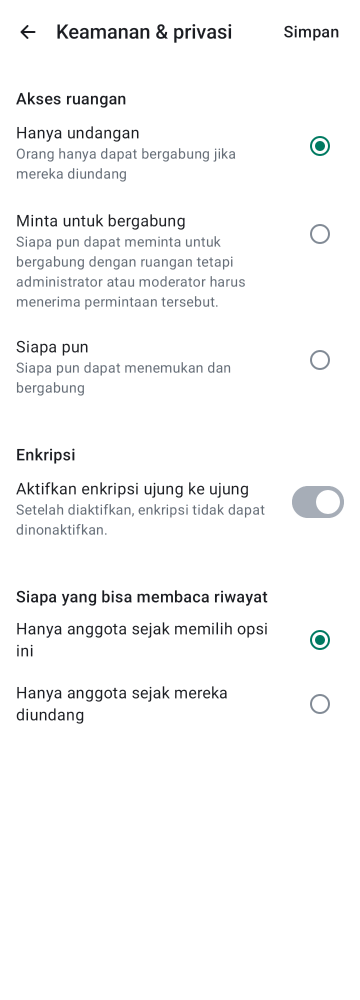 Keamanan & privasi
Simpan
Akses ruangan
Hanya undangan
Orang hanya dapat bergabung jika
mereka diundang
Minta untuk bergabung
Siapa pun dapat meminta untuk
bergabung dengan ruangan tetapi
administrator atau moderator harus
menerima permintaan tersebut.
Siapa pun
Siapa pun dapat menemukan dan
bergabung
Enkripsi
Aktifkan enkripsi ujung ke ujung
Setelah diaktifkan, enkripsi tidak dapat
dinonaktifkan.
Siapa yang bisa membaca riwayat
Hanya anggota sejak memilih opsi
ini
Hanya anggota sejak mereka
diundang